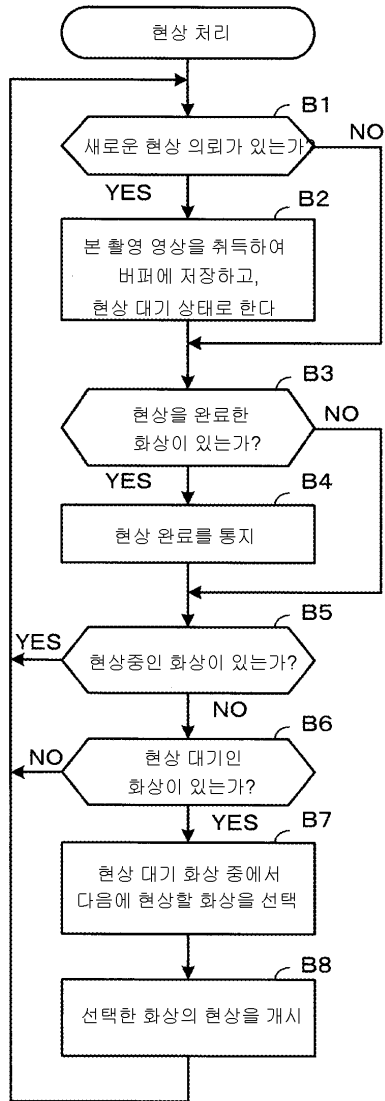 현상 처리
B1
새로운 현상 의뢰가 있는가?
NO
YES
B2
본 촬영 영상을 취득하여
버퍼에 저장하고,
현상 대기 상태로 한다
B3
현상을 완료한
화상이 있는가?
NO
YES
B4
현상 완료를 통지
B5
YES
현상중인 화상이 있는가?
NO
B6
NO
현상 대기인
화상이 있는가?
YES
B7
현상 대기 화상 중에서
다음에 현상할 화상을 선택
B8
선택한 화상의 현상을 개시